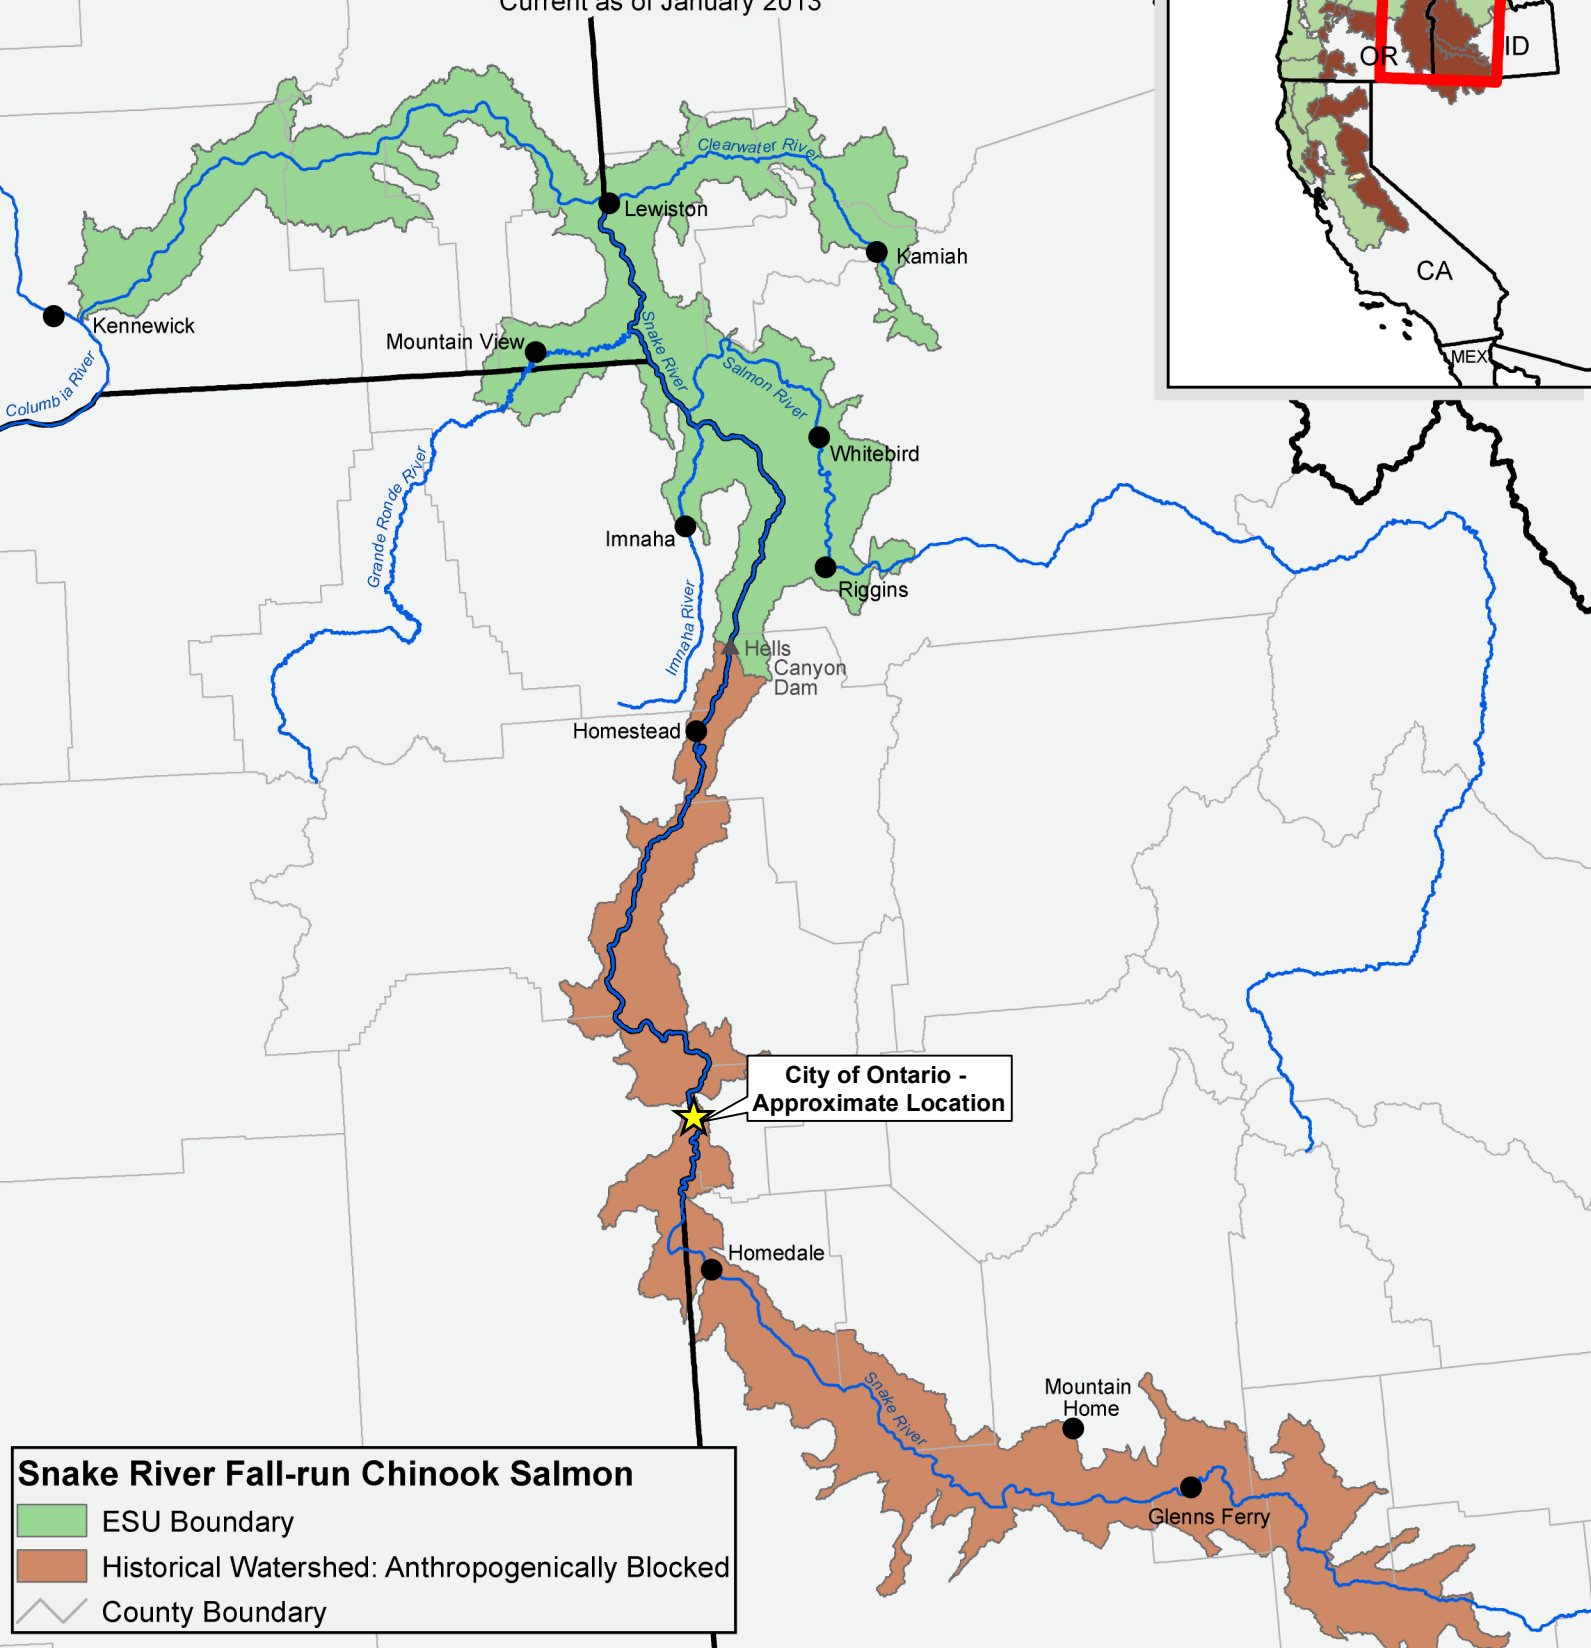 Current as of January 2013
OR
ID
CA
MEX
Clearwater River
Lewiston
Kamiah
Kennewick
Mountain View
Snake River
Salmon River
Columbia River
Whitebird
Grande Ronde River
Imnaha
Riggins
Imnaha River
Hells
Canyon
Dam
Homestead
City of Ontario -
Approximate Location
Homedale
Snake River
Mountain
Home
Glenns Ferry
Snake River Fall-run Chinook Salmon
ESU Boundary
Historical Watershed: Anthropogenically Blocked
County Boundary